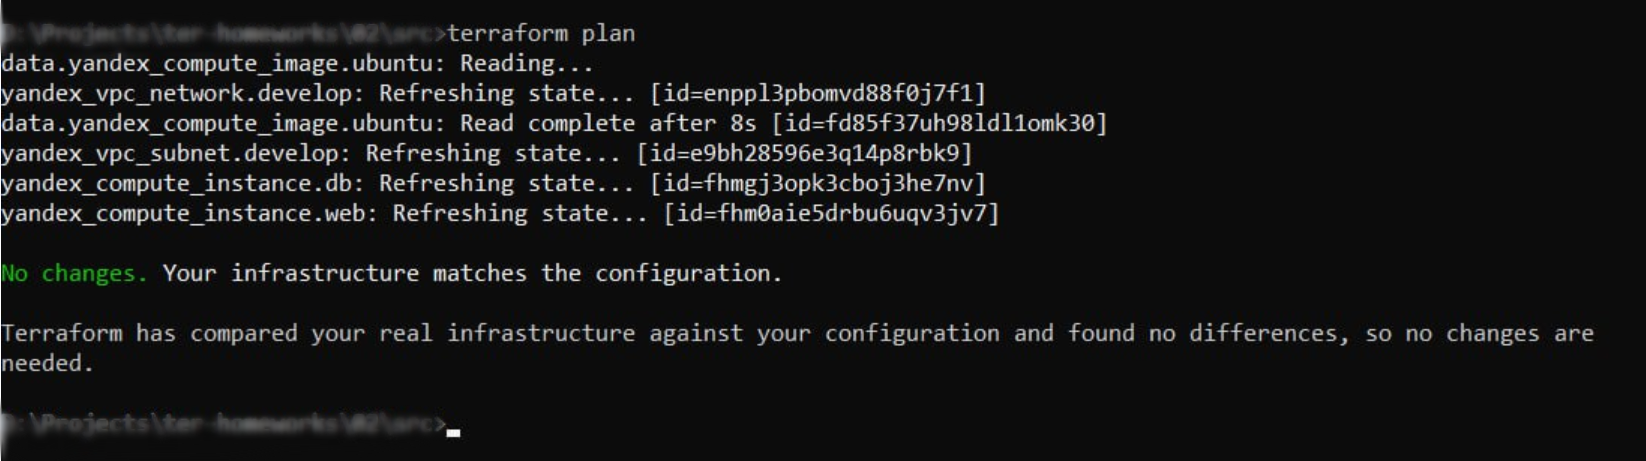 >terraform plan
data.yandex_compute_image.ubuntu: Reading...
yandex_vpc_network.develop: Refreshing state... [id=enppl3pbomvd88f0j7f1]
data.yandex_compute_image.ubuntu: Read complete after 8s [id=fd85f37uh98ldl1omk30]
yandex_vpc_subnet.develop: Refreshing state... [id=e9bh28596e3q14p8rbk9]
yandex_compute_instance.db: Refreshing state... [id=fhmgj3opk3cboj3he7nv]
yandex_compute_instance.web: Refreshing state... [id=fhm0aie5drbu6uqv3jv7]
No changes. Your infrastructure matches the configuration.
Terraform has compared your real infrastructure against your configuration and found no differences, so no changes are
needed.
>